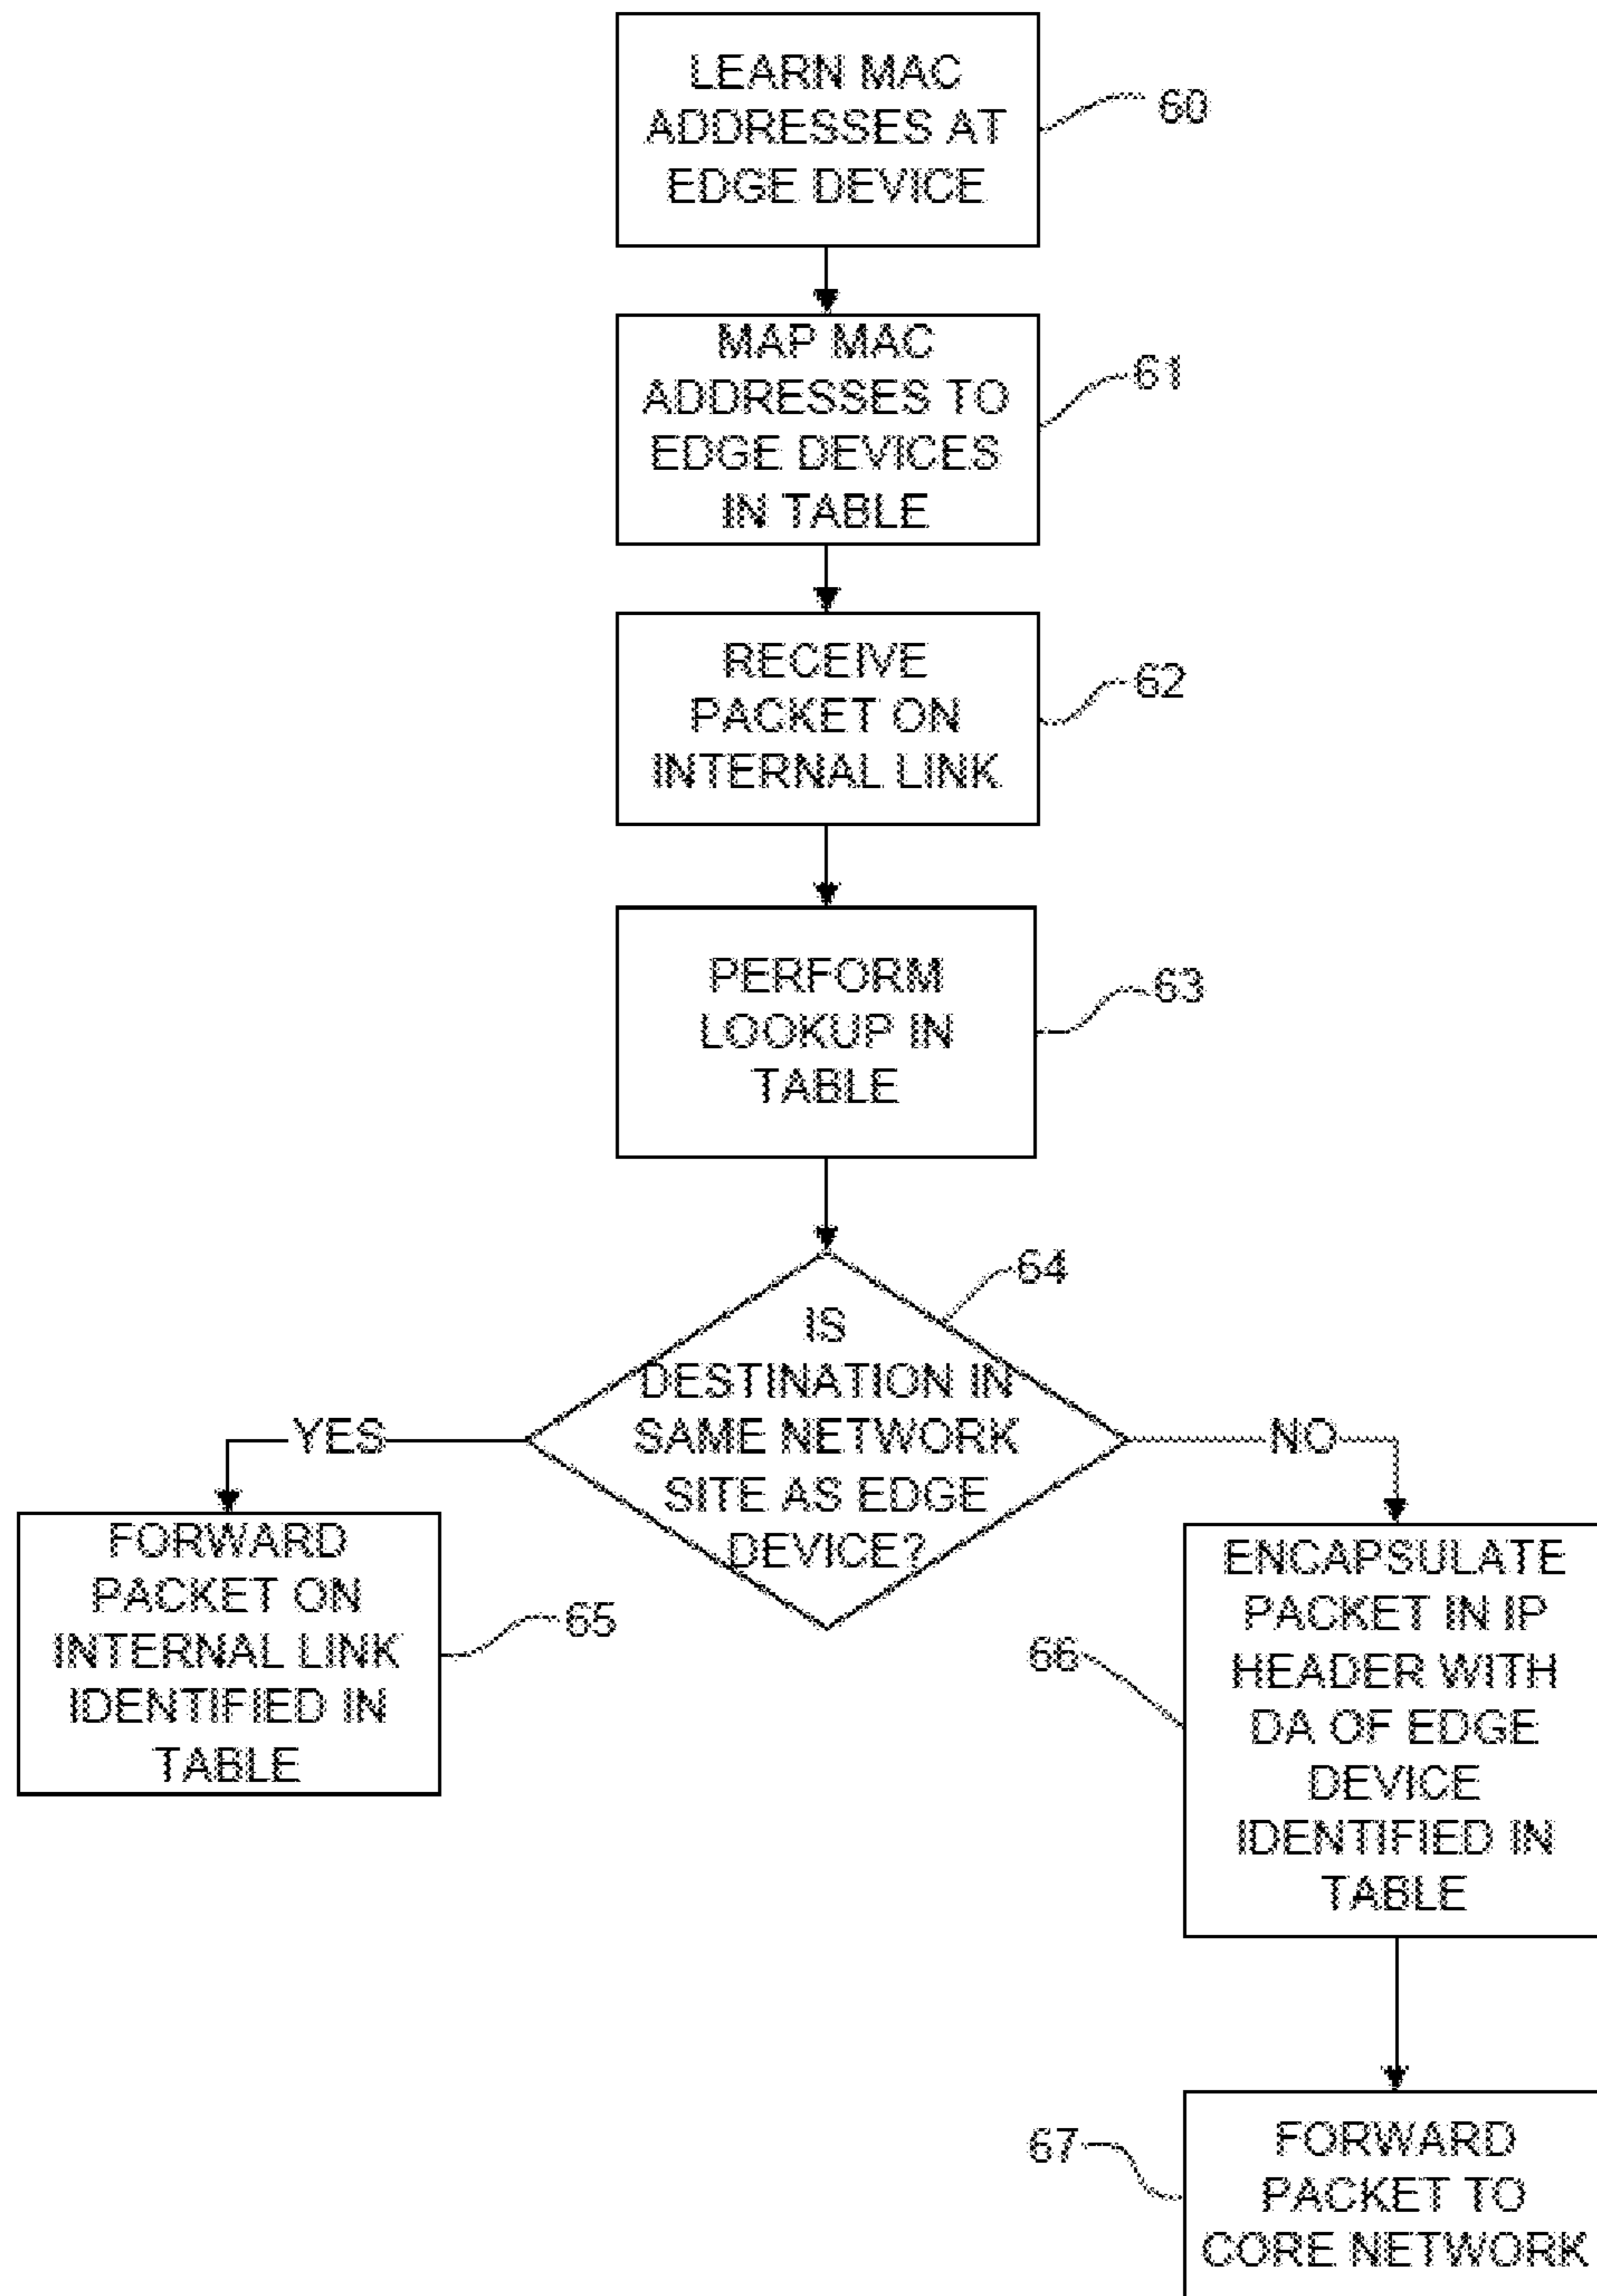 LEARN MAC
ADDRESSES AT
EDGE DEVICE
60
MAP MAC
ADDRESSES TO
EDGE DEVICES
IN TABLE
61
RECEIVE
PACKET ON
INTERNAL LINK
62
PERFORM
LOOKUP IN
TABLE
63
64
IS
DESTINATION IN
SAME NETWORK
SITE AS EDGE
DEVICE?
YES
NO
FORWARD
PACKET ON
INTERNAL LINK
IDENTIFIED IN
TABLE
65
ENCAPSULATE
PACKET IN IP
HEADER WITH
DA OF EDGE
DEVICE
IDENTIFIED IN
TABLE
66
67
FORWARD
PACKET TO
CORE NETWORK